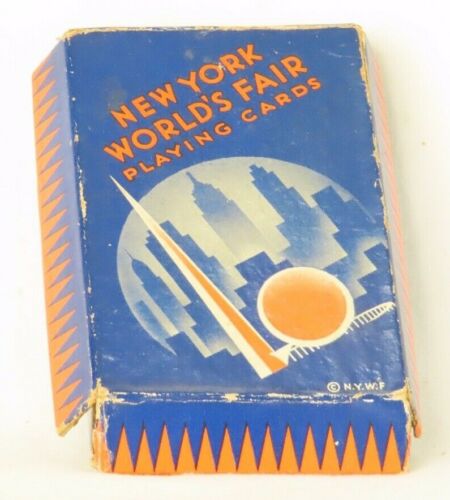 NEW YORK
WORLD'S FAIR
PLAYING CARDS
© N.Y.W.F